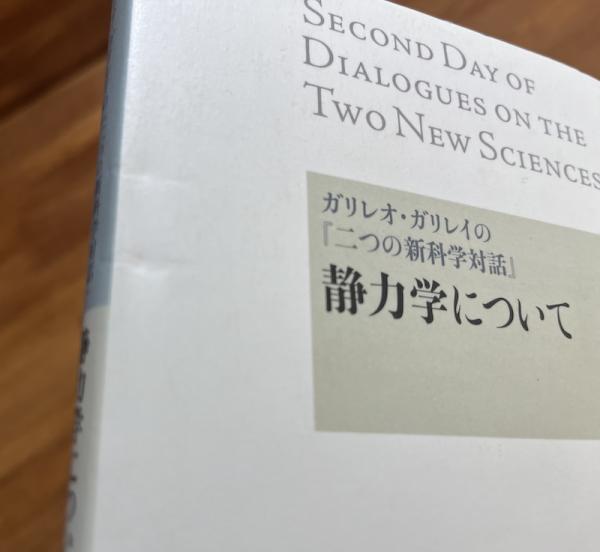 SECOND DAY OF
DIALOGUES ON THE
TWO NEW SCIENCES
ガリレオ・ガリレイの
『二つの新科学対話』
静力学について